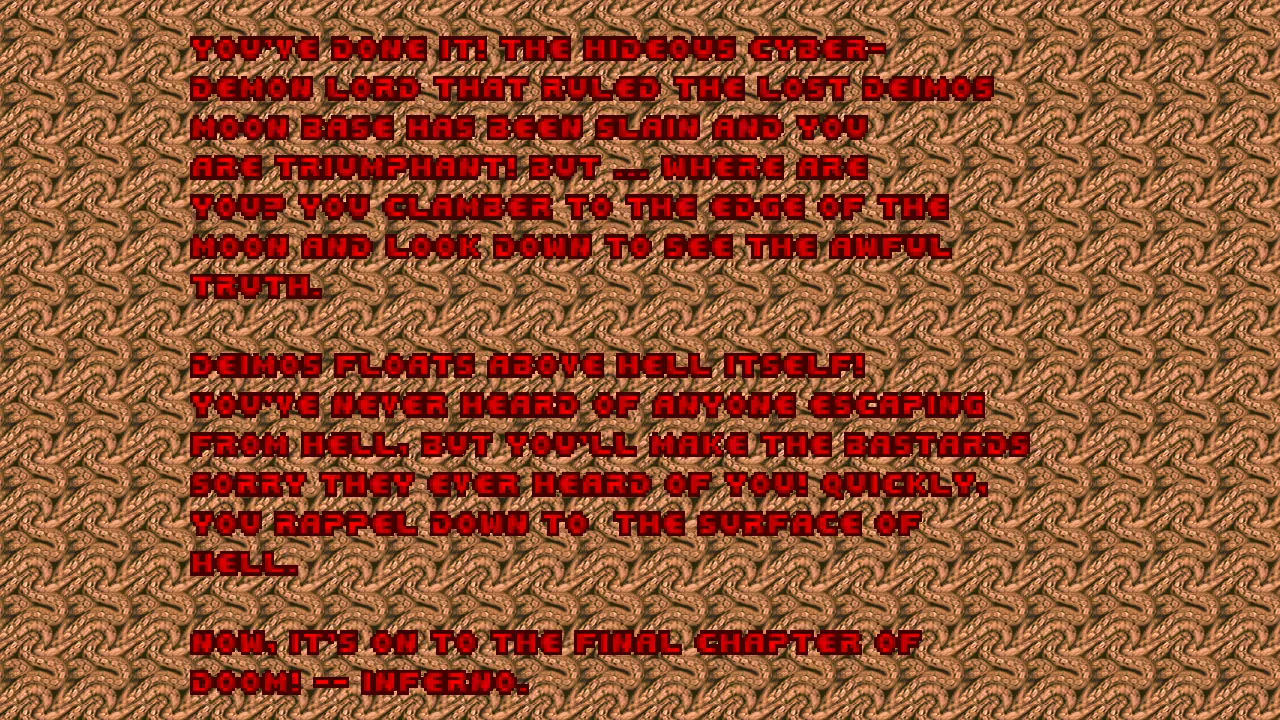 YOU'VE DONE IT! THE HIDEOUS CYBER-
DEMON LORD THAT RULED THE LOST DEIMOS
MOON BASE HAS BEEN SLAIN AND YOU
ARE TRIUMPHANT! BUT ... WHERE ARE
YOU? YOU CLAMBER TO THE EDGE OF THE
MOON AND LOOK DOWN TO SEE THE AWFUL
TRUTH.

DEIMOS FLOATS ABOVE HELL ITSELF!
YOU'VE NEVER HEARD OF ANYONE ESCAPING
FROM HELL, BUT YOU'LL MAKE THE BASTARDS
SORRY THEY EVER HEARD OF YOU! QUICKLY,
YOU RAPPEL DOWN TO  THE SURFACE OF
HELL.

NOW, IT'S ON TO THE FINAL CHAPTER OF
DOOM! -- INFERNO.